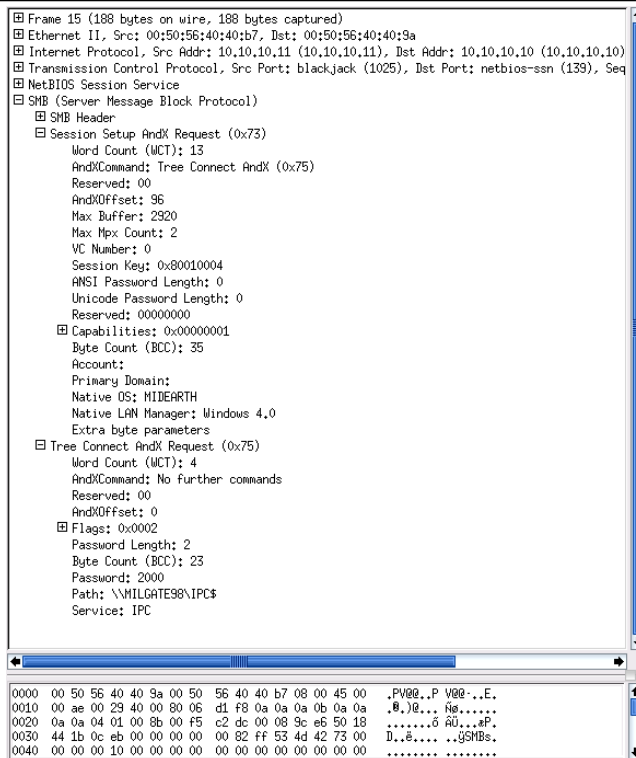 Frame 15 (188 bytes on wire, 188 bytes captured)
Ethernet II, Src: 00:50:56:40:40:b7, Dst: 00:50:56:40:40:9a
Internet Protocol, Src Addr: 10.10.10.11 (10.10.10.11), Dst Addr: 10.10.10.10 (10.10.10.10)
Transmission Control Protocol, Src Port: blackjack (1025), Dst Port: netbios-ssn (139), Seq
NetBIOS Session Service
SMB (Server Message Block Protocol)
SMB Header
Session Setup AndX Request (0x73)
Word Count (WCT): 13
AndXCommand: Tree Connect AndX (0x75)
Reserved: 00
AndXOffset: 96
Max Buffer: 2920
Max Mpx Count: 2
VC Number: 0
Session Key: 0x80010004
ANSI Password Length: 0
Unicode Password Length: 0
Reserved: 00000000
Capabilities: 0x00000001
Byte Count (BCC): 35
Account:
Primary Domain:
Native OS: MIDEARTH
Native LAN Manager: Windows 4.0
Extra byte parameters
Tree Connect AndX Request (0x75)
Word Count (WCT): 4
AndXCommand: No further commands
Reserved: 00
AndXOffset: 0
Flags: 0x0002
Password Length: 2
Byte Count (BCC): 23
Password: 2000
Path: \\MILGATE98\IPC$
Service: IPC
0000 00 50 56 40 40 9a 00 50 56 40 40 b7 08 00 45 00 .PV@@..P V@@·..E.
0010 00 ae 00 29 40 00 80 06 d1 f8 0a 0a 0a 0b 0a 0a .®.)@... Ñø......
0020 0a 0a 04 01 00 8b 00 f5 c2 dc 00 08 9c e6 50 18 .......õ ÂÜ...æP.
0030 44 1b 0c eb 00 00 00 00 00 82 ff 53 4d 42 73 00 D..ë.... ..ÿSMBs.
0040 00 00 00 10 00 00 00 00 00 00 00 00 00 00 00 00 ........ ........